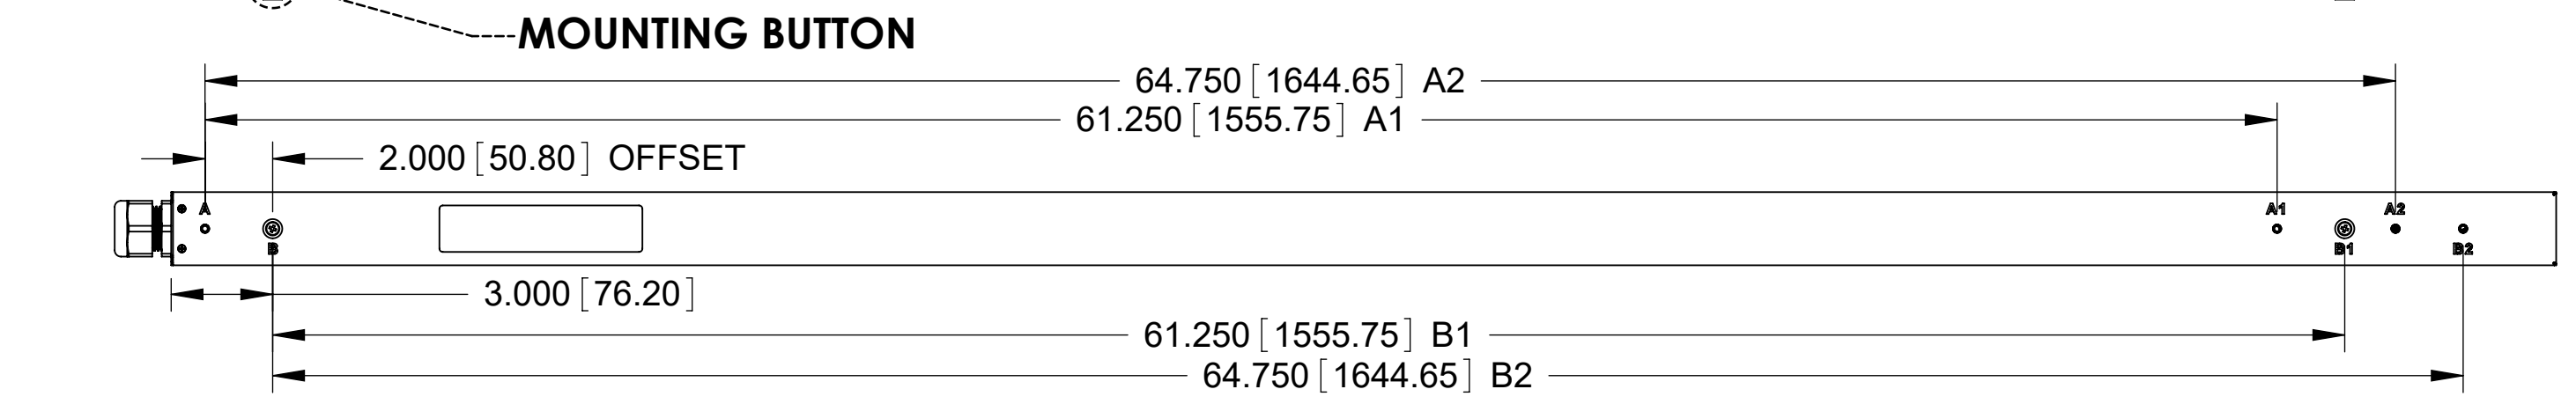 MOUNTING BUTTON
64.750 [1644.65] A2
61.250 [1555.75] A1
2.000 [50.80] OFFSET
A A1 A2
B B1 B2
3.000 [76.20]
61.250 [1555.75] B1
64.750 [1644.65] B2